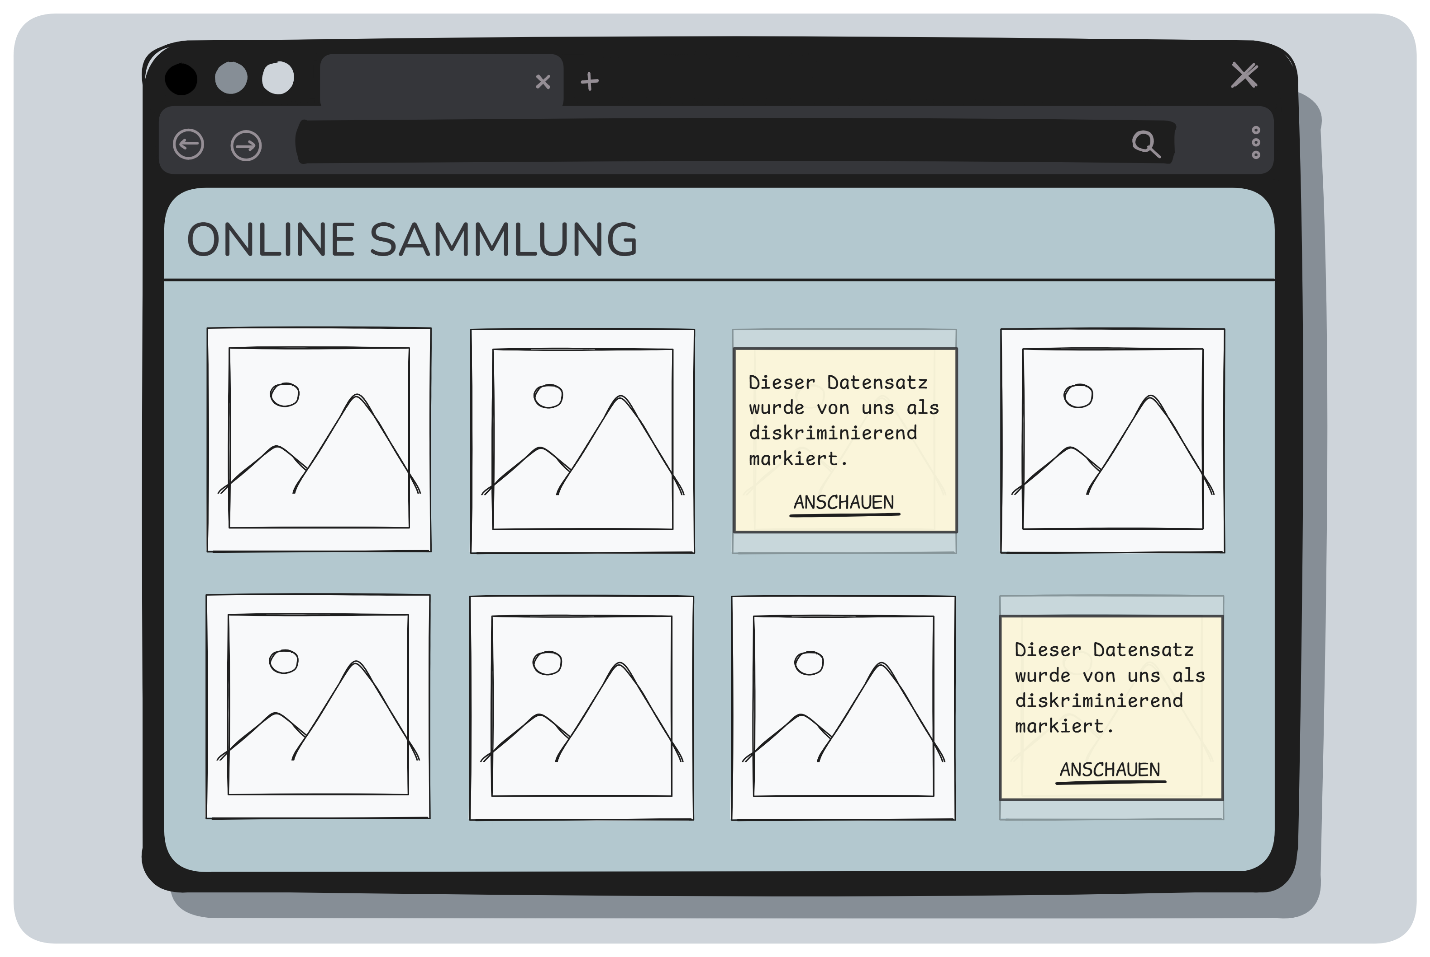 ONLINE SAMMLUNG
Dieser Datensatz
wurde von uns als
diskriminierend
markiert.
ANSCHAUEN
Dieser Datensatz
wurde von uns als
diskriminierend
markiert.
ANSCHAUEN